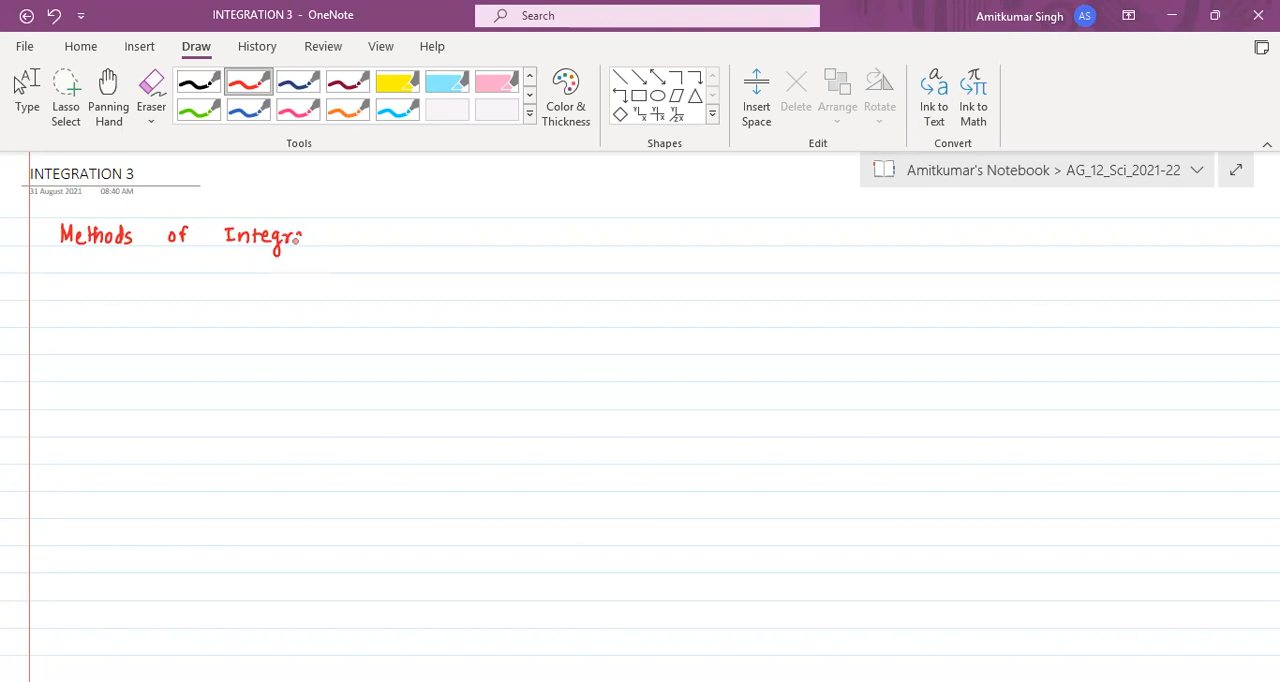 INTEGRATION 3 - OneNote
Search
Amitkumar Singh AS
File Home Insert Draw History Review View Help
Type
Lasso Select
Panning Hand
Eraser
Color & Thickness
Insert Space
Delete
Arrange
Rotate
Ink to Text
Ink to Math
Tools Shapes Edit Convert
INTEGRATION 3
Amitkumar's Notebook > AG_12_Sci_2021-22
31 August 2021 08:40 AM
Methods of Integra